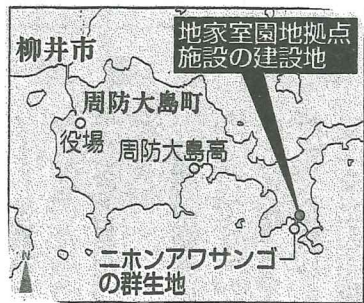 地家室園地拠点
施設の建設地
柳井市
周防大島町
役場
周防大島高
ニホンアワサンゴ
の群生地
N